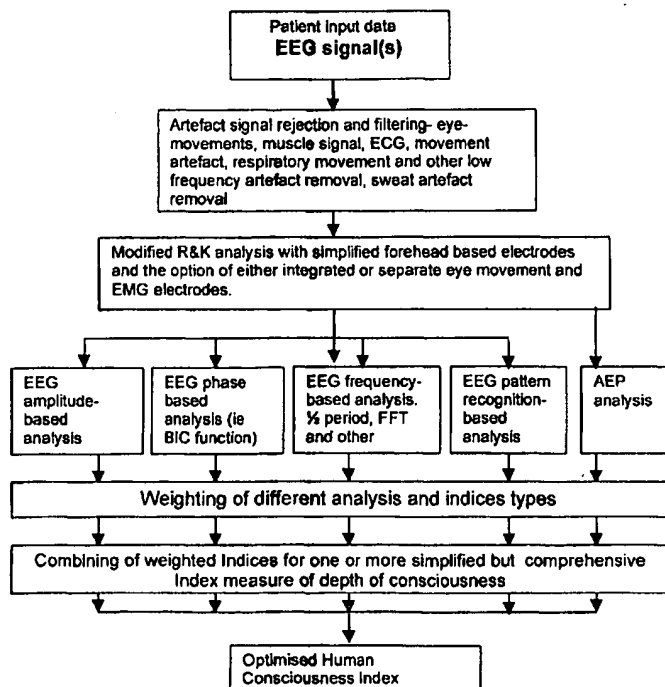 Patient input data
EEG signal(s)
Artefact signal rejection and filtering- eye-
movements, muscle signal, ECG, movement
artefact, respiratory movement and other low
frequency artefact removal, sweat artefact
removal
Modified R&K analysis with simplified forehead based electrodes
and the option of either integrated or separate eye movement and
EMG electrodes.
EEG
amplitude-
based
analysis
EEG phase
based
analysis (ie
BIC function)
EEG frequency-
based analysis.
½ period, FFT
and other
EEG pattern
recognition-
based
analysis
AEP
analysis
Weighting of different analysis and indices types
Combining of weighted Indices for one or more simplified but comprehensive
Index measure of depth of consciousness
Optimised Human
Consciousness Index